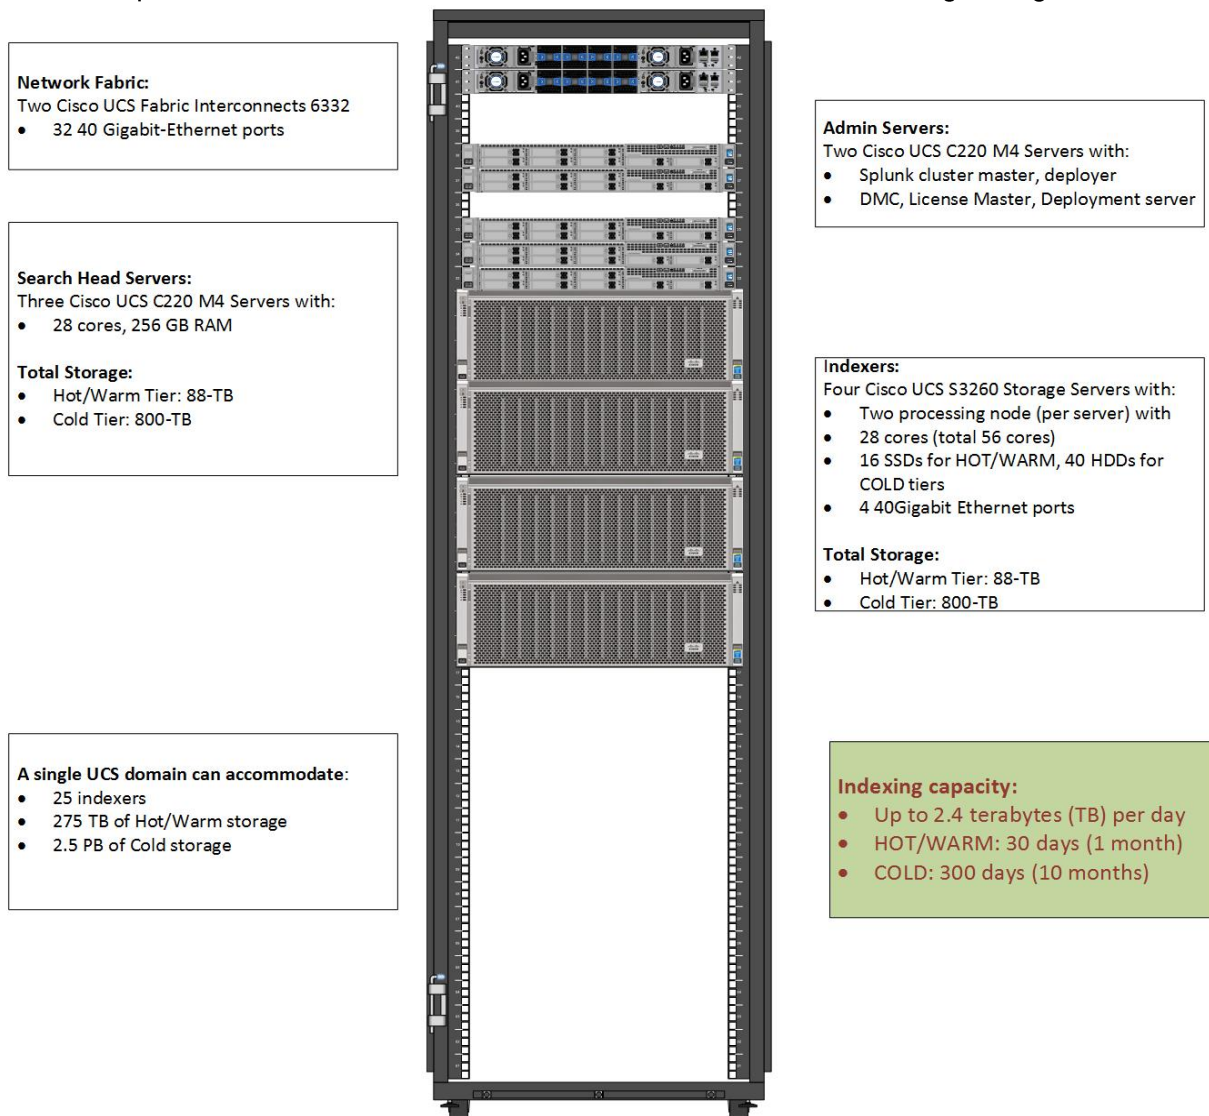 Network Fabric:
Two Cisco UCS Fabric Interconnects 6332
• 32 40 Gigabit-Ethernet ports
Search Head Servers:
Three Cisco UCS C220 M4 Servers with:
• 28 cores, 256 GB RAM
Total Storage:
• Hot/Warm Tier: 88-TB
• Cold Tier: 800-TB
A single UCS domain can accommodate:
• 25 indexers
• 275 TB of Hot/Warm storage
• 2.5 PB of Cold storage
Admin Servers:
Two Cisco UCS C220 M4 Servers with:
• Splunk cluster master, deployer
• DMC, License Master, Deployment server
Indexers:
Four Cisco UCS S3260 Storage Servers with:
• Two processing node (per server) with
• 28 cores (total 56 cores)
• 16 SSDs for HOT/WARM, 40 HDDs for
COLD tiers
• 4 40Gigabit Ethernet ports
Total Storage:
• Hot/Warm Tier: 88-TB
• Cold Tier: 800-TB
Indexing capacity:
• Up to 2.4 terabytes (TB) per day
• HOT/WARM: 30 days (1 month)
• COLD: 300 days (10 months)